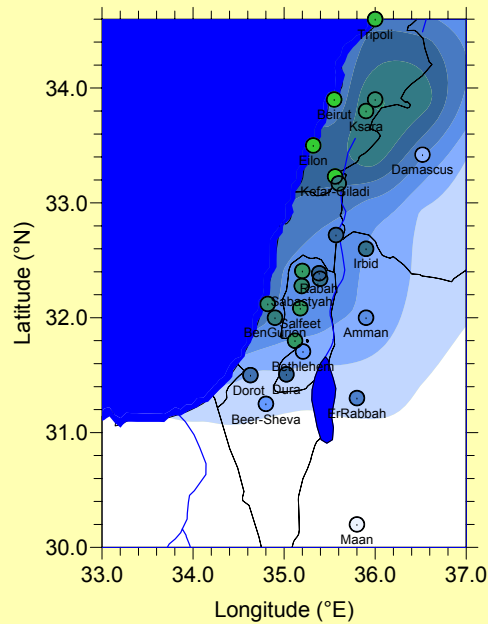 Tripoli
34.0
Beirut
Ksara
Eilon
Damascus
Kefar-Giladi
33.0
Irbid
Rabah
Sabastyah
32.0
Salfeet
BenGurion
Amman
Bethlehem
Dorot
Dura
ErRabbah
Beer-Sheva
31.0
Maan
30.0
33.0 34.0 35.0 36.0 37.0
Latitude (°N)
Longitude (°E)